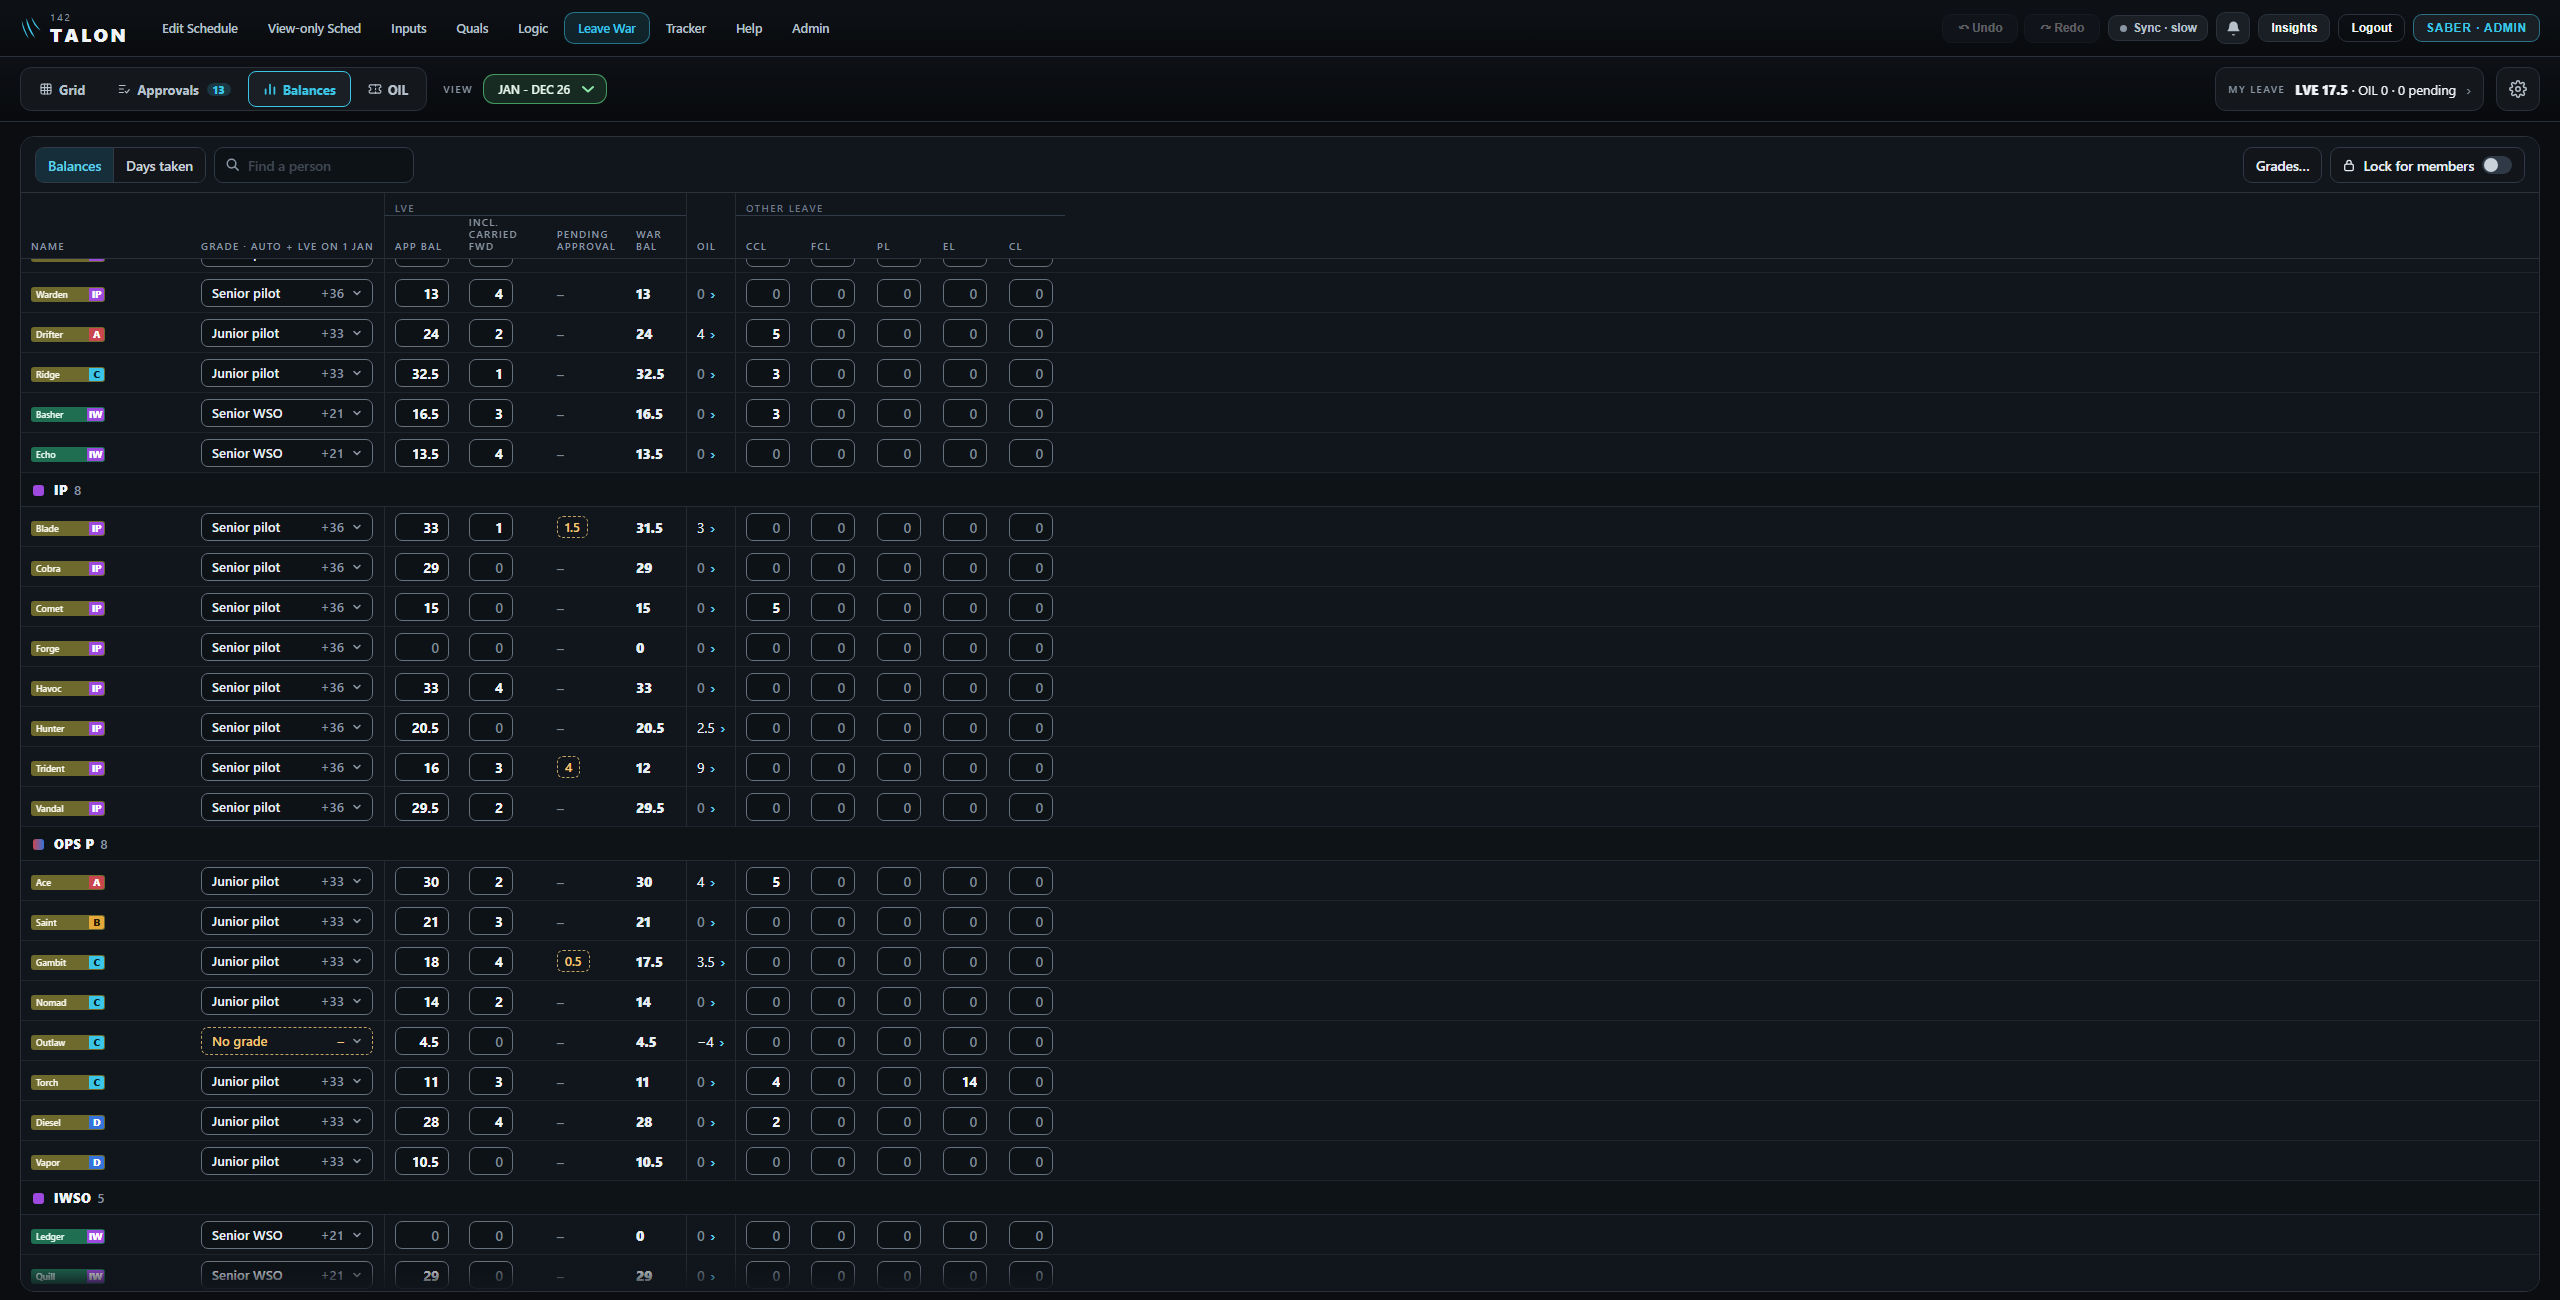 142
TALON
Edit Schedule
View-only Sched
Inputs
Quals
Logic
Leave War
Tracker
Help
Admin
Undo
Redo
Sync · slow
Insights
Logout
SABER · ADMIN
Grid
Approvals 13
Balances
OIL
VIEW
JAN - DEC 26
MY LEAVE LVE 17.5 · OIL 0 · 0 pending ›
Balances
Days taken
Find a person
Grades...
Lock for members
LVE
OTHER LEAVE
NAME
GRADE · AUTO + LVE ON 1 JAN
APP BAL
INCL. CARRIED FWD
PENDING APPROVAL
WAR BAL
OIL
CCL
FCL
PL
EL
CL
Warden IP Senior pilot +36 13 4 – 13 0 › 0 0 0 0 0
Drifter A Junior pilot +33 24 2 – 24 4 › 5 0 0 0 0
Ridge C Junior pilot +33 32.5 1 – 32.5 0 › 3 0 0 0 0
Basher IW Senior WSO +21 16.5 3 – 16.5 0 › 3 0 0 0 0
Echo IW Senior WSO +21 13.5 4 – 13.5 0 › 0 0 0 0 0
IP 8
Blade IP Senior pilot +36 33 1 1.5 31.5 3 › 0 0 0 0 0
Cobra IP Senior pilot +36 29 0 – 29 0 › 0 0 0 0 0
Comet IP Senior pilot +36 15 0 – 15 0 › 5 0 0 0 0
Forge IP Senior pilot +36 0 0 – 0 0 › 0 0 0 0 0
Havoc IP Senior pilot +36 33 4 – 33 0 › 0 0 0 0 0
Hunter IP Senior pilot +36 20.5 0 – 20.5 2.5 › 0 0 0 0 0
Trident IP Senior pilot +36 16 3 4 12 9 › 0 0 0 0 0
Vandal IP Senior pilot +36 29.5 2 – 29.5 0 › 0 0 0 0 0
OPS P 8
Ace A Junior pilot +33 30 2 – 30 4 › 5 0 0 0 0
Saint B Junior pilot +33 21 3 – 21 0 › 0 0 0 0 0
Gambit C Junior pilot +33 18 4 0.5 17.5 3.5 › 0 0 0 0 0
Nomad C Junior pilot +33 14 2 – 14 0 › 0 0 0 0 0
Outlaw C No grade – 4.5 0 – 4.5 −4 › 0 0 0 0 0
Torch C Junior pilot +33 11 3 – 11 0 › 4 0 0 14 0
Diesel D Junior pilot +33 28 4 – 28 0 › 2 0 0 0 0
Vapor D Junior pilot +33 10.5 0 – 10.5 0 › 0 0 0 0 0
IWSO 5
Ledger IW Senior WSO +21 0 0 – 0 0 › 0 0 0 0 0
Quill IW Senior WSO +21 29 0 – 29 0 › 0 0 0 0 0